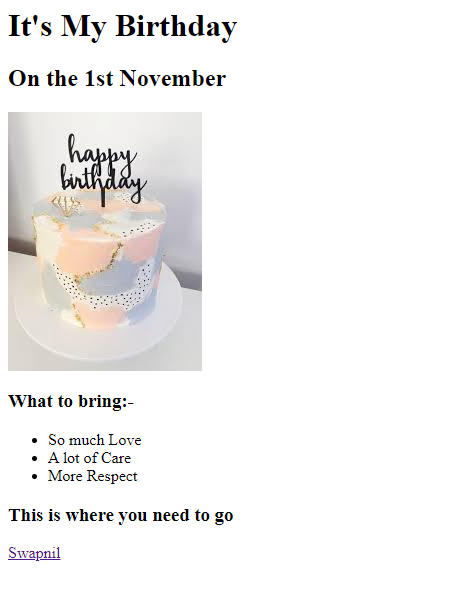 It's My Birthday
On the 1st November
happy
birthday
What to bring:-
So much Love
A lot of Care
More Respect
This is where you need to go
Swapnil